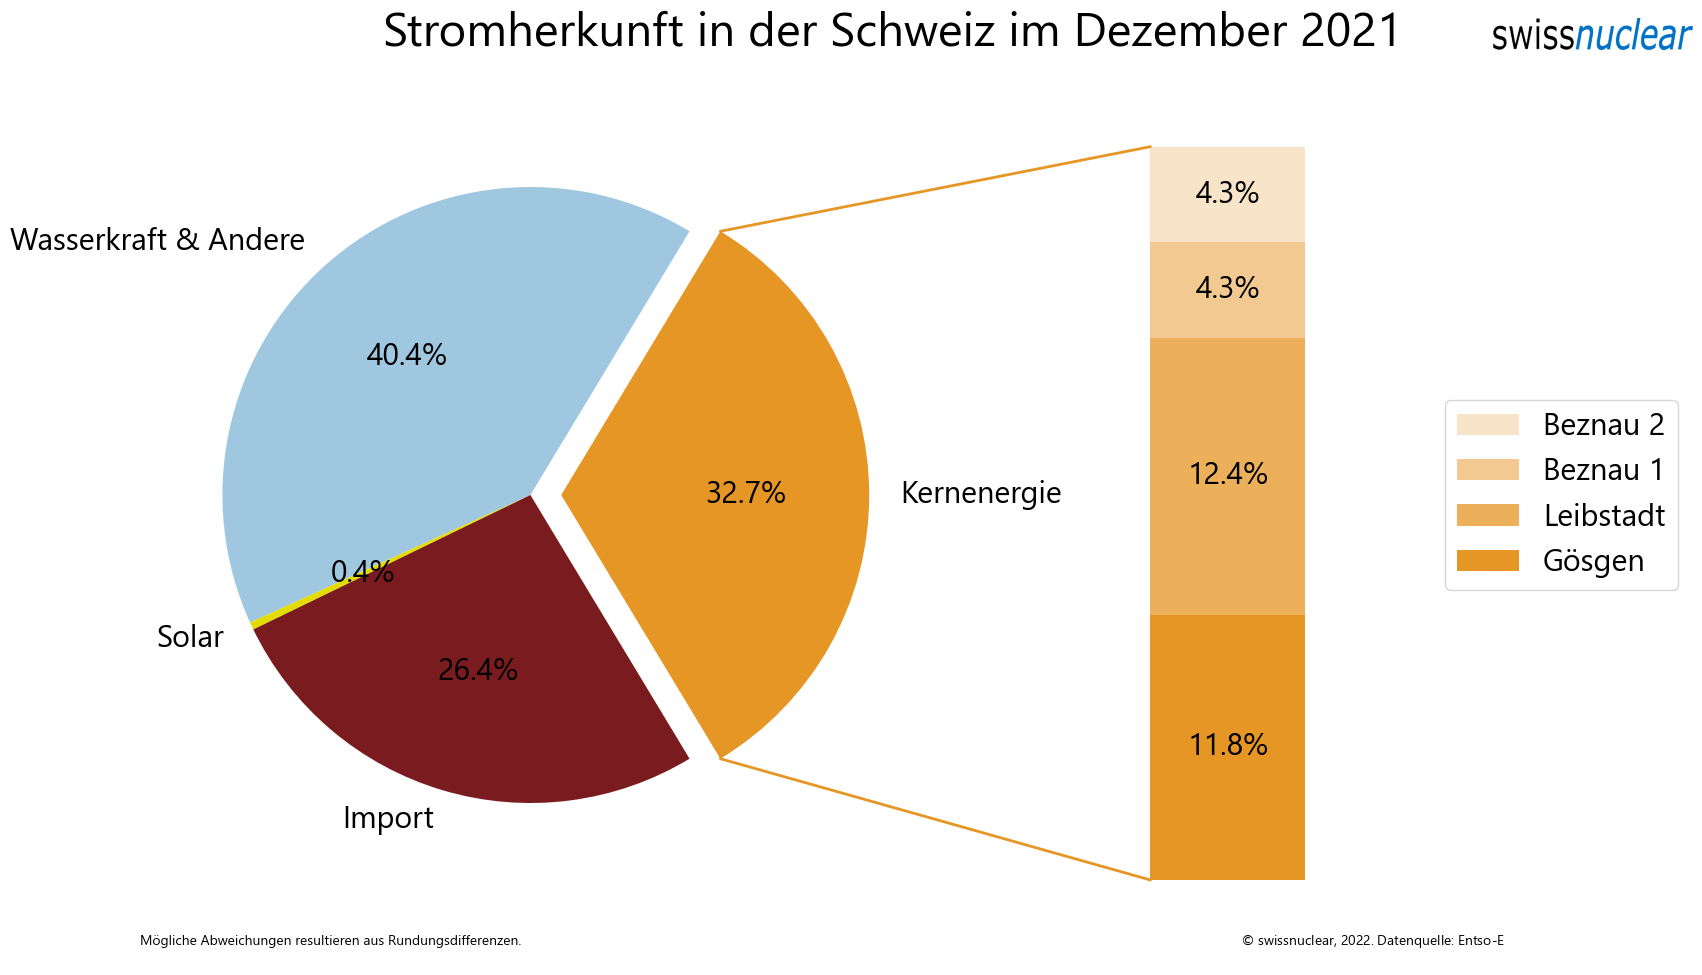 Stromherkunft in der Schweiz im Dezember 2021
swissnuclear
Wasserkraft & Andere
40.4%
0.4%
Solar
26.4%
Import
32.7%
Kernenergie
4.3%
4.3%
12.4%
11.8%
Beznau 2
Beznau 1
Leibstadt
Gösgen
Mögliche Abweichungen resultieren aus Rundungsdifferenzen.
© swissnuclear, 2022. Datenquelle: Entso-E